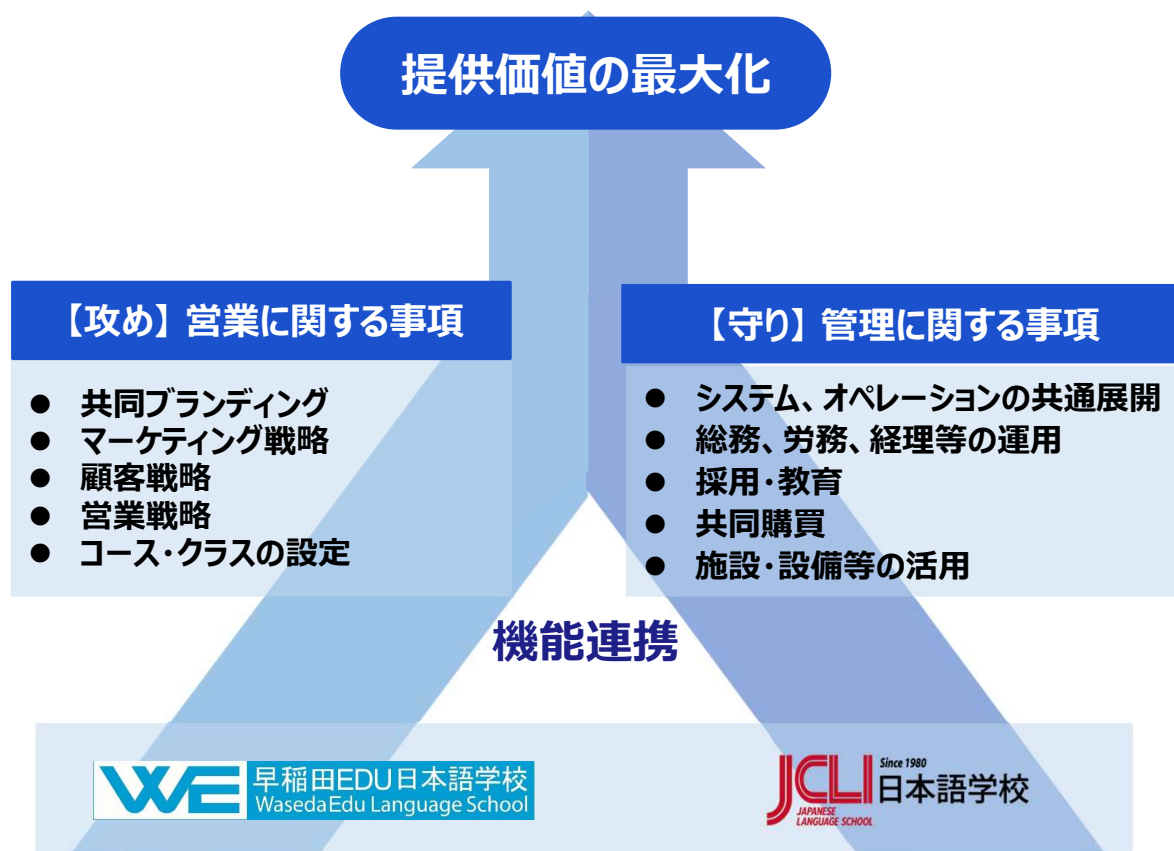 提供価値の最大化
【攻め】営業に関する事項
● 共同ブランディング
● マーケティング戦略
● 顧客戦略
● 営業戦略
● コース・クラスの設定
【守り】管理に関する事項
● システム、オペレーションの共通展開
● 総務、労務、経理等の運用
● 採用・教育
● 共同購買
● 施設・設備等の活用
機能連携
WE 早稲田EDU日本語学校
WasedaEdu Language School
Since 1980
JCLI 日本語学校
JAPANESE
LANGUAGE SCHOOL